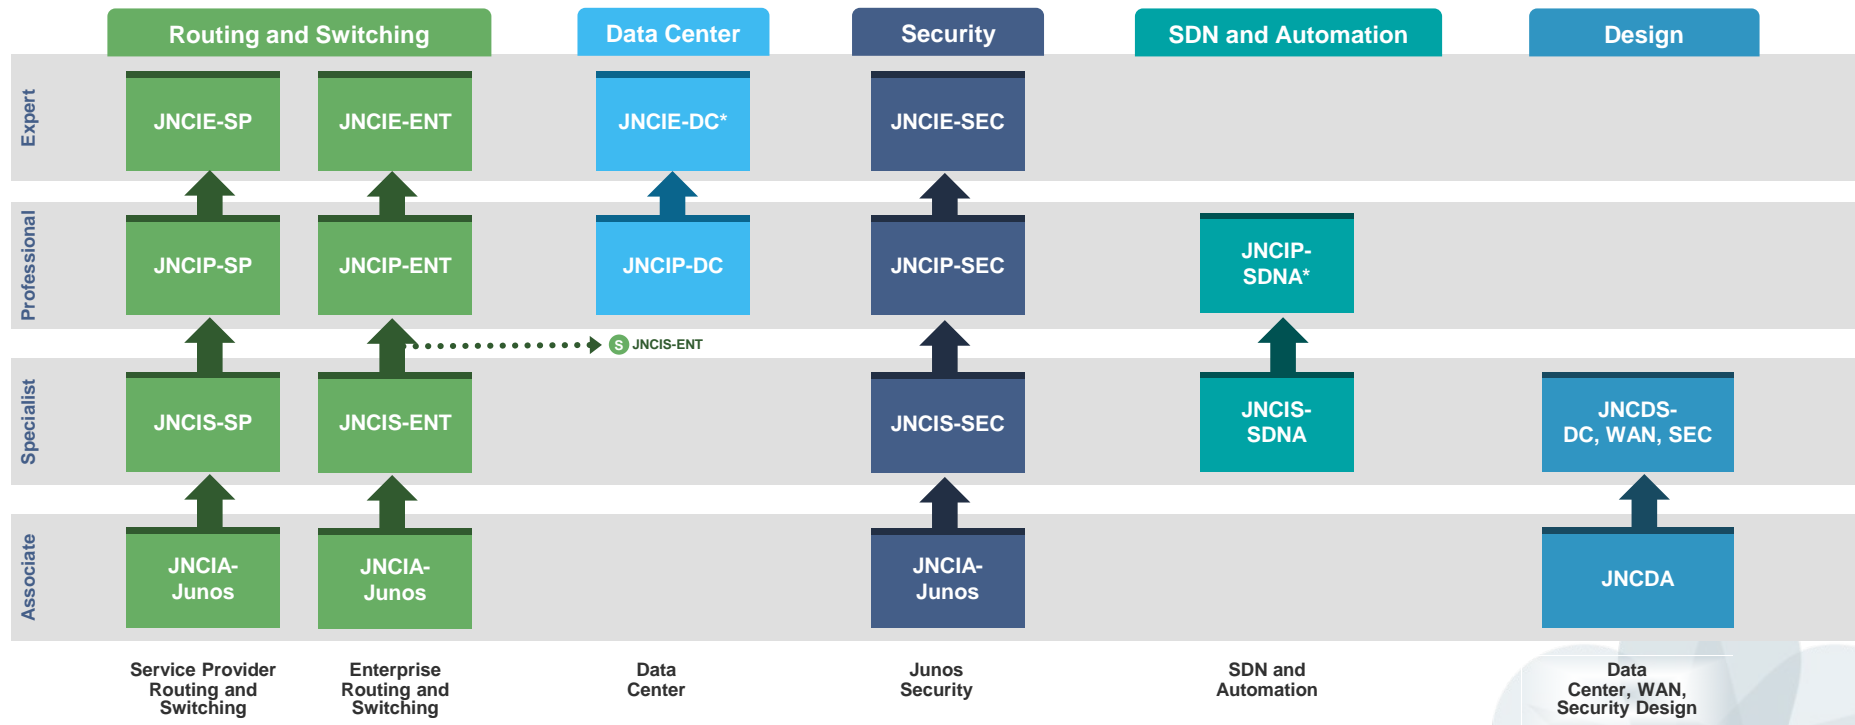 Routing and Switching
Data Center
Security
SDN and Automation
Design
Expert
JNCIE-SP
JNCIE-ENT
JNCIE-DC*
JNCIE-SEC
Professional
JNCIP-SP
JNCIP-ENT
JNCIP-DC
JNCIP-SEC
JNCIP-
SDNA*
S JNCIS-ENT
Specialist
JNCIS-SP
JNCIS-ENT
JNCIS-SEC
JNCIS-
SDNA
JNCDS-
DC, WAN, SEC
Associate
JNCIA-
Junos
JNCIA-
Junos
JNCIA-
Junos
JNCDA
Service Provider
Routing and
Switching
Enterprise
Routing and
Switching
Data
Center
Junos
Security
SDN and
Automation
Data
Center, WAN,
Security Design